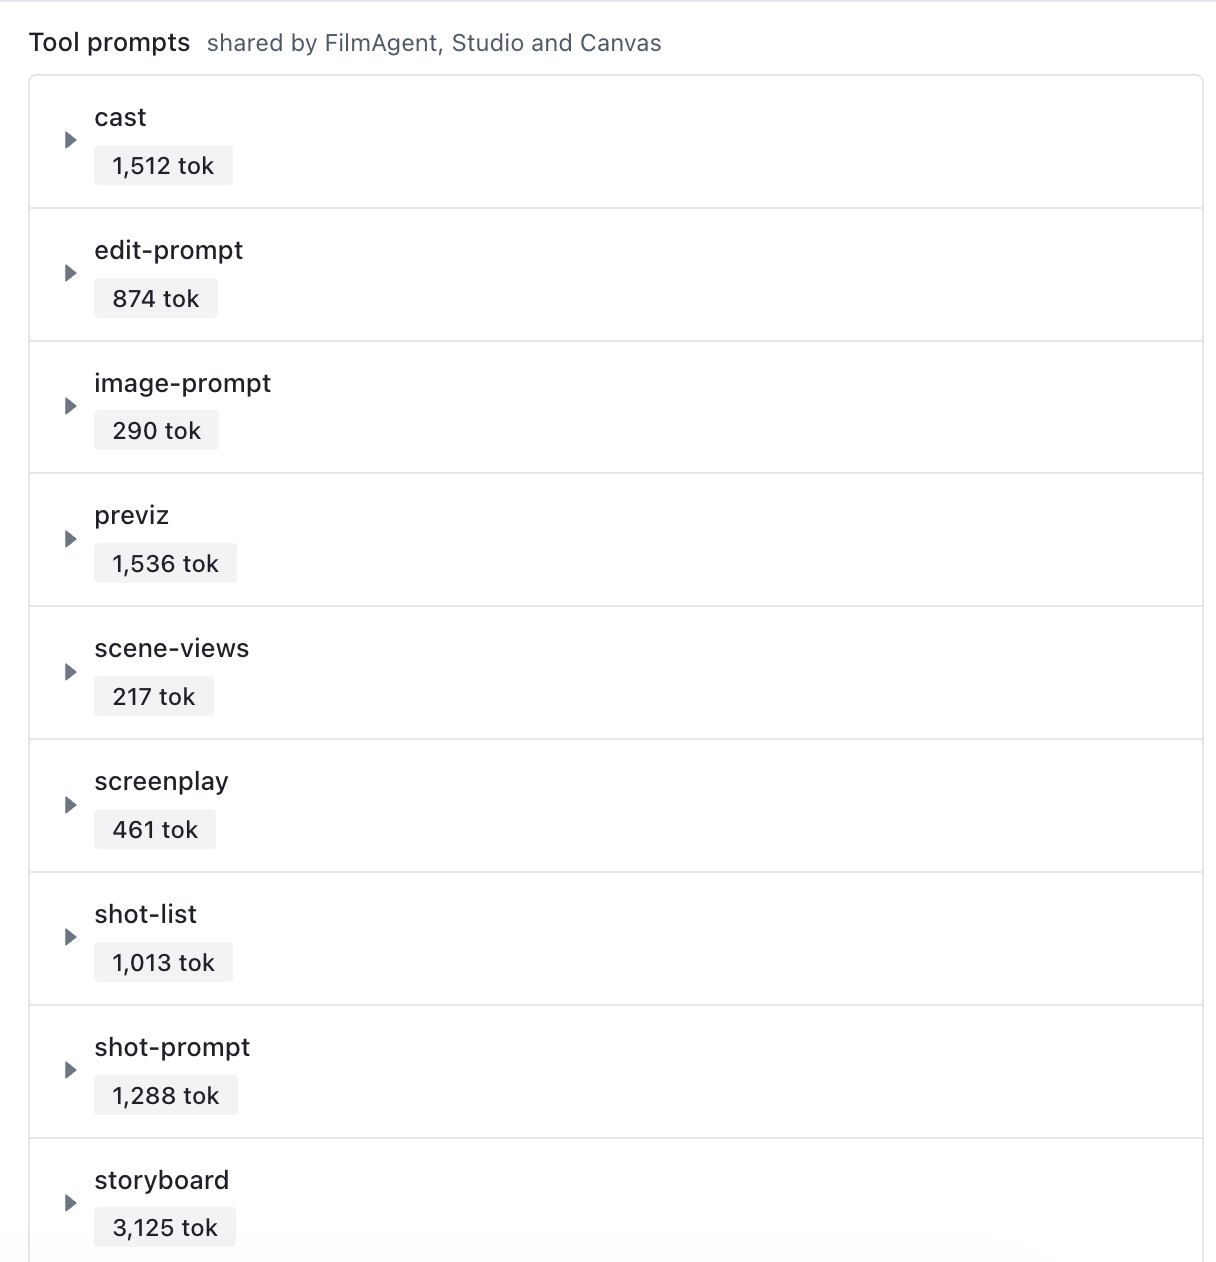 Tool prompts shared by FilmAgent, Studio and Canvas
cast
1,512 tok
edit-prompt
874 tok
image-prompt
290 tok
previz
1,536 tok
scene-views
217 tok
screenplay
461 tok
shot-list
1,013 tok
shot-prompt
1,288 tok
storyboard
3,125 tok